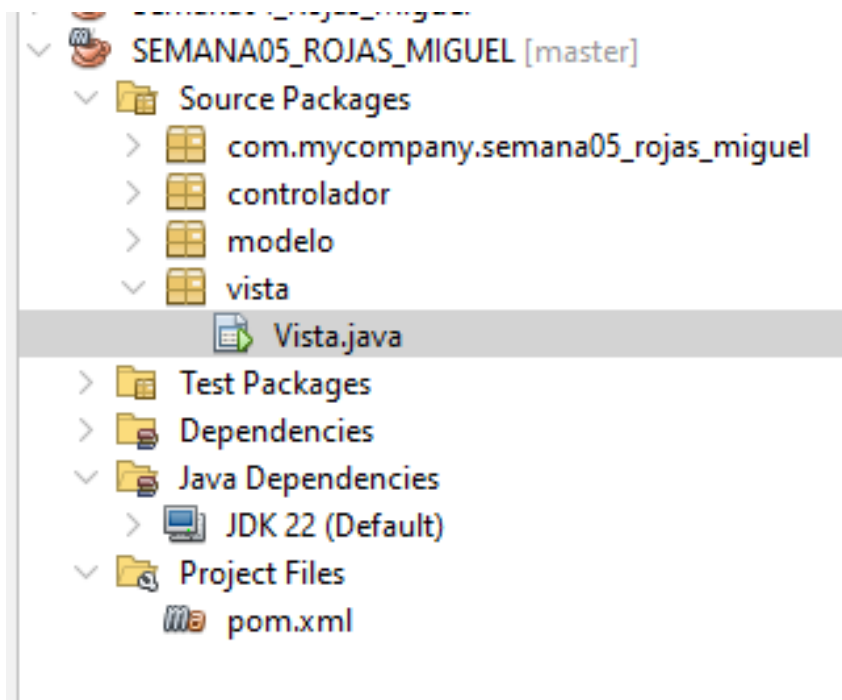 SEMANA05_ROJAS_MIGUEL [master]
Source Packages
com.mycompany.semana05_rojas_miguel
controlador
modelo
vista
Vista.java
Test Packages
Dependencies
Java Dependencies
JDK 22 (Default)
Project Files
pom.xml